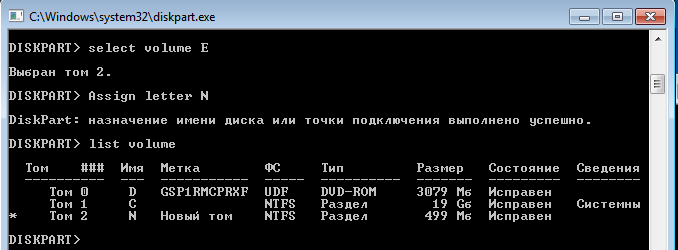 C:\Windows\system32\diskpart.exe
DISKPART> select volume E
Выбран том 2.
DISKPART> Assign letter N
DiskPart: назначение имени диска или точки подключения выполнено успешно.
DISKPART> list volume
Том ### Имя Метка ФС Тип Размер Состояние Сведения
---------- --- ----------- ----- ---------- ------- --------- --------
Том 0 D GSP1RMCPRXF UDF DVD-ROM 3079 Mб Исправен
Том 1 C NTFS Раздел 19 Gб Исправен Системны
* Том 2 N Новый том NTFS Раздел 499 Mб Исправен
DISKPART>